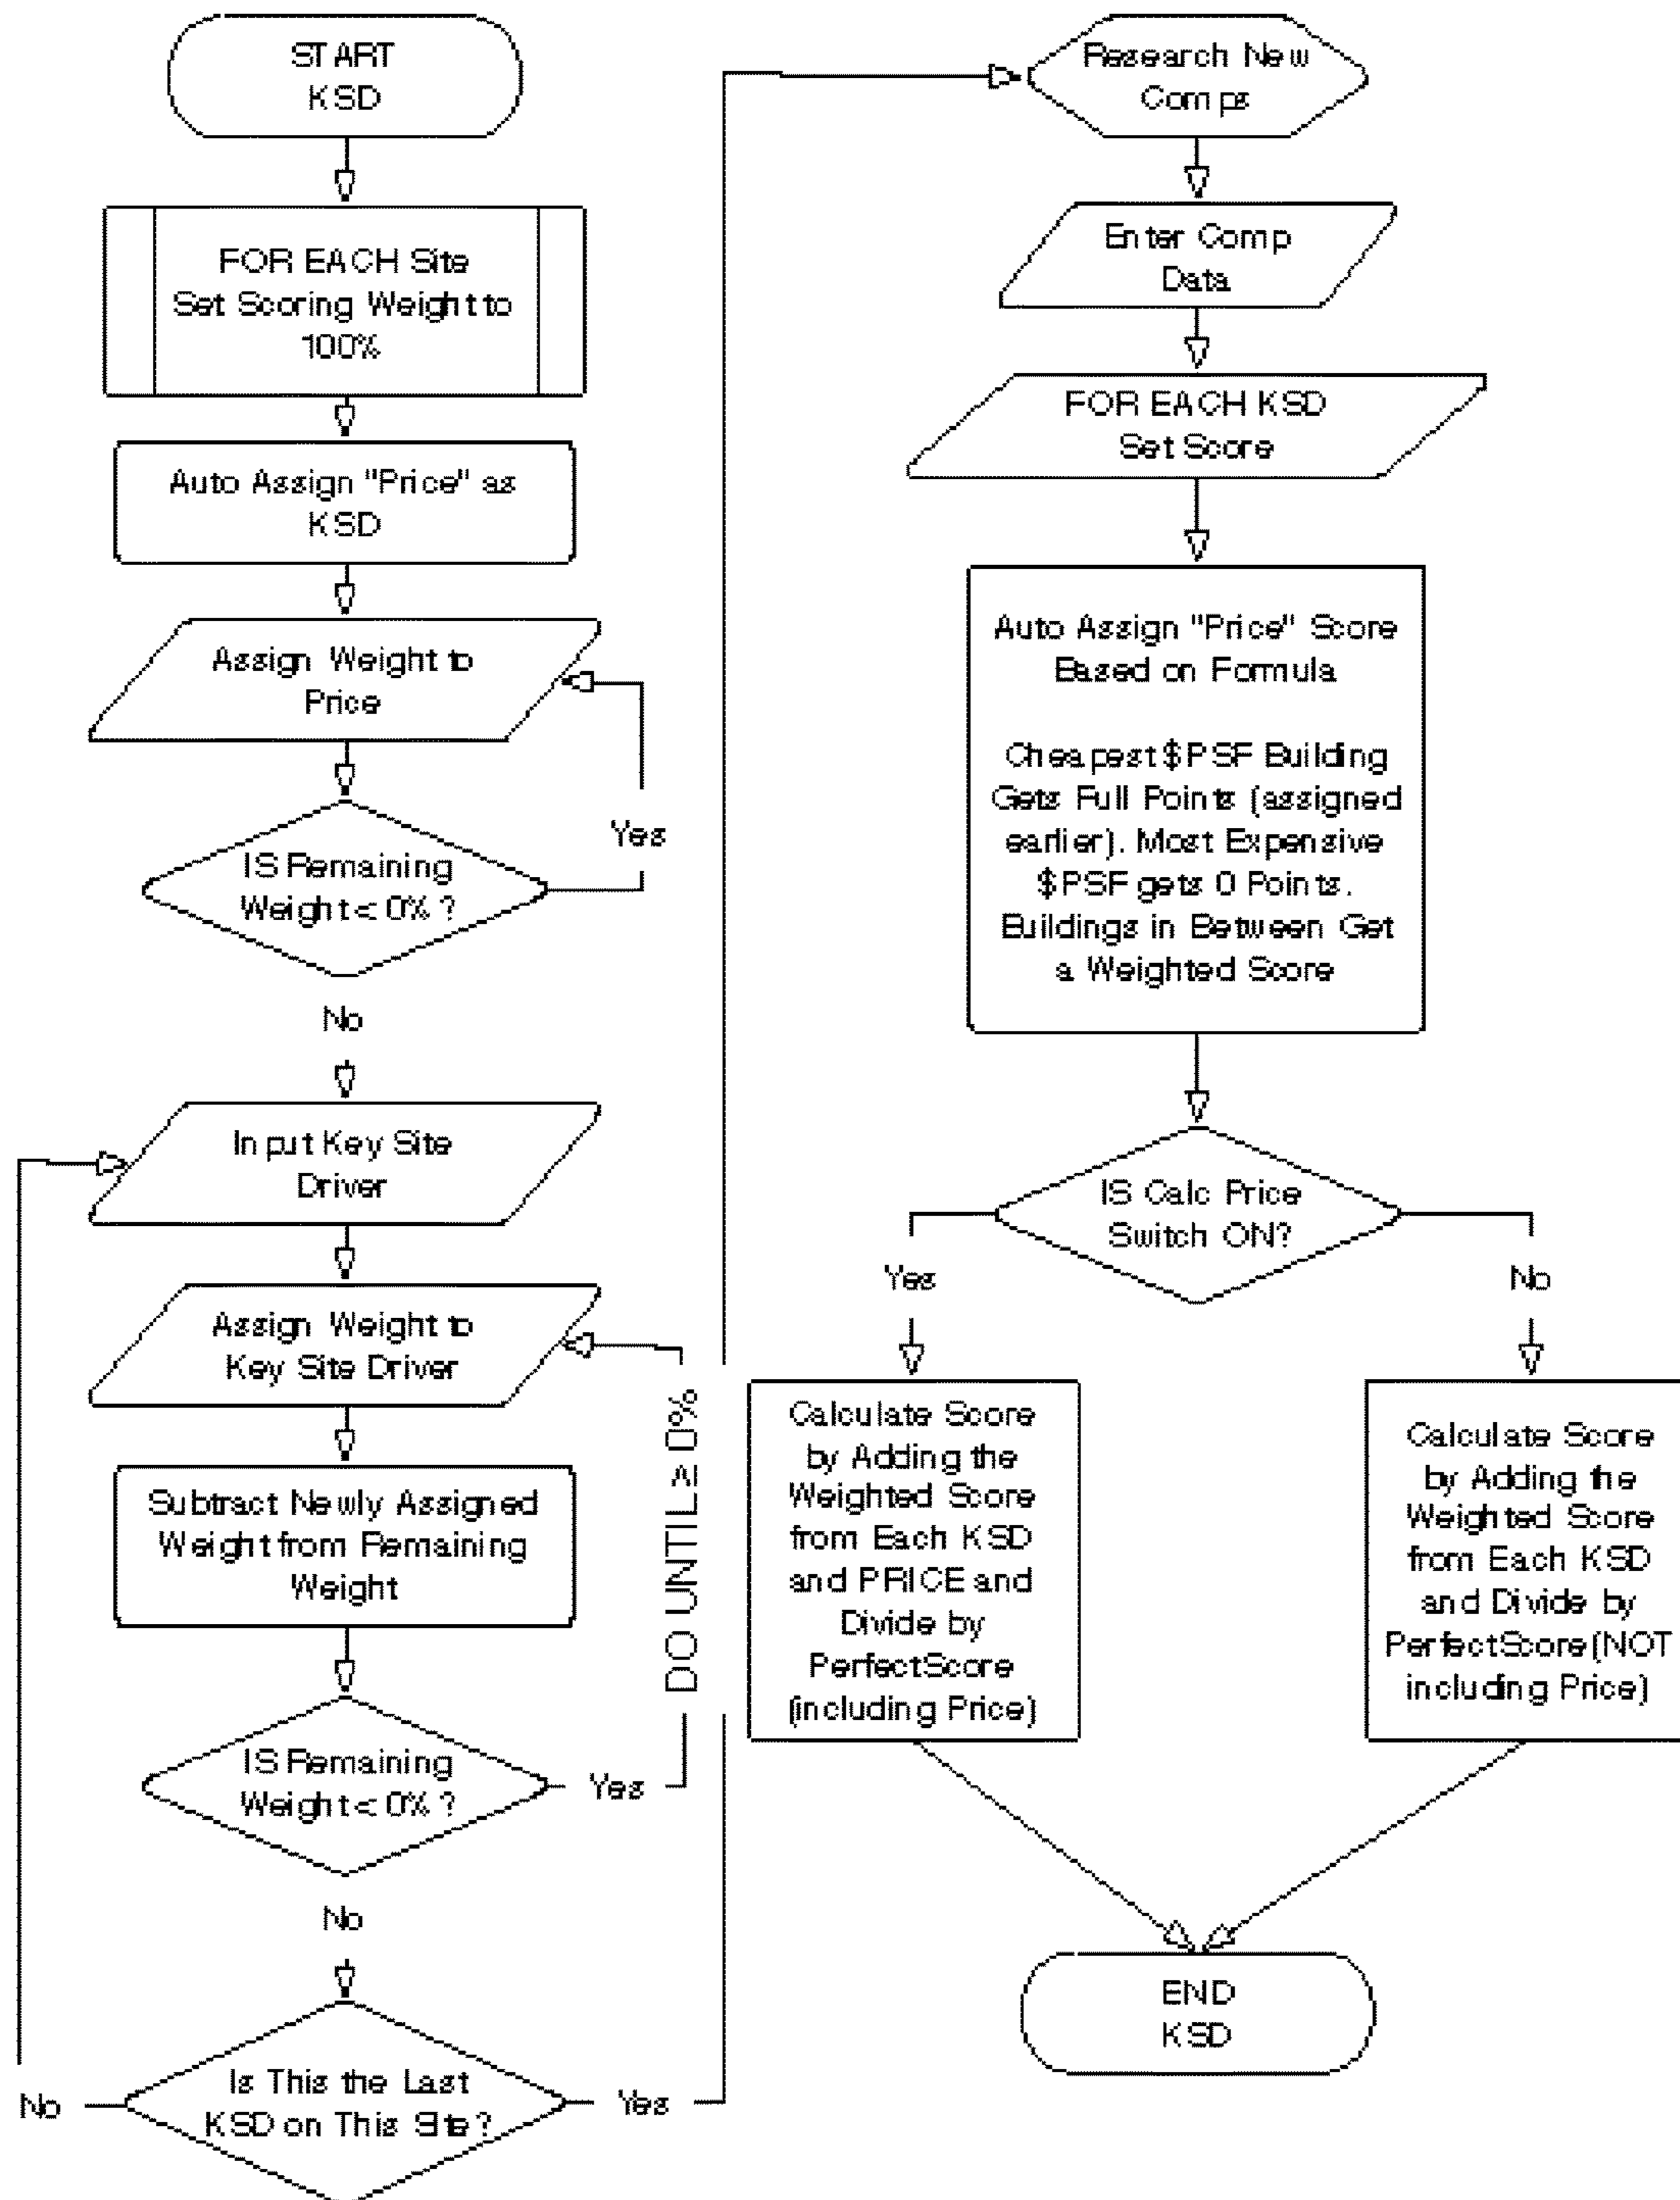 START
KSD
FOR EACH Site
Set Scoring Weight to
100%
Auto Assign "Price" as
KSD
Assign Weight to
Price
IS Remaining
Weight < 0% ?
Yes
No
Input Key Site
Driver
Assign Weight to
Key Site Driver
Subtract Newly Assigned
Weight from Remaining
Weight
IS Remaining
Weight < 0% ?
Yes
DO UNTIL ≥ 0%
No
Is This the Last
KSD on This Site ?
No
Yes
Research New
Comps
Enter Comp
Data
FOR EACH KSD
Set Score
Auto Assign "Price" Score
Based on Formula
Cheapest $PSF Building
Gets Full Points (assigned
earlier). Most Expensive
$PSF gets 0 Points.
Buildings in Between Get
a Weighted Score
IS Calc Price
Switch ON?
Yes
No
Calculate Score
by Adding the
Weighted Score
from Each KSD
and PRICE and
Divide by
PerfectScore
(including Price)
Calculate Score
by Adding the
Weighted Score
from Each KSD
and Divide by
PerfectScore(NOT
including Price)
END
KSD